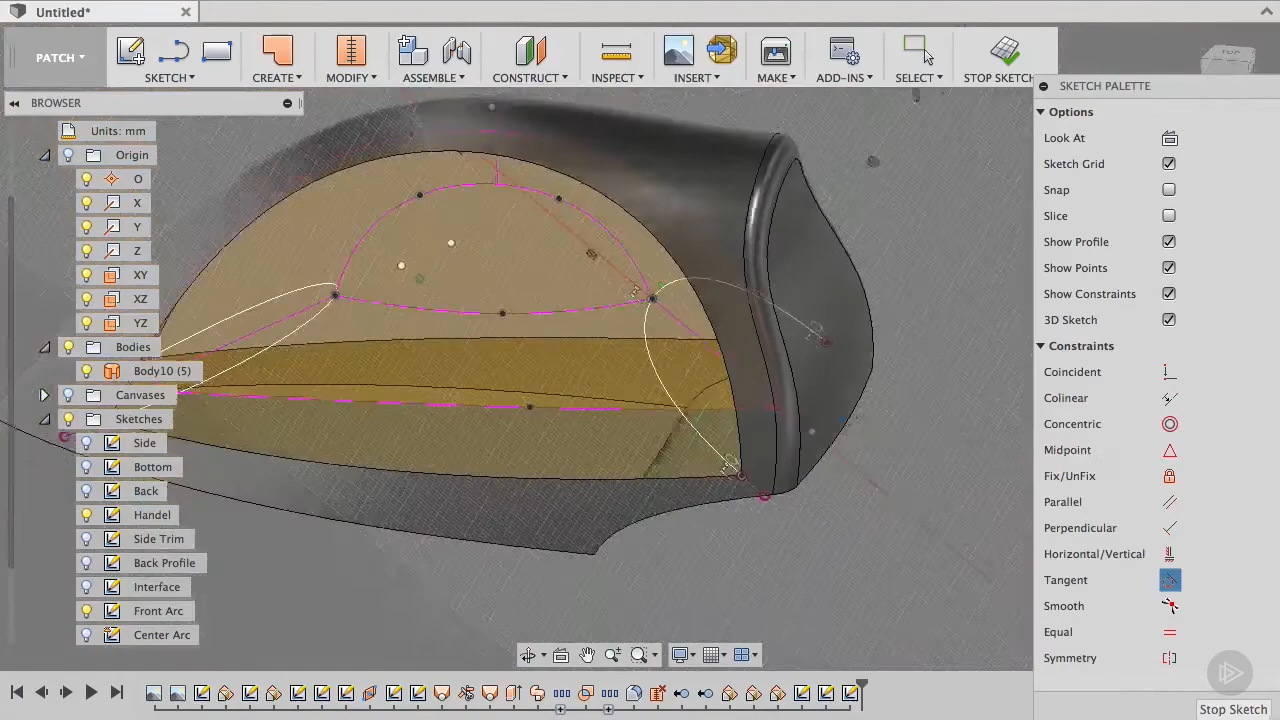 Untitled*
PATCH
SKETCH
CREATE
MODIFY
ASSEMBLE
CONSTRUCT
INSPECT
INSERT
MAKE
ADD-INS
SELECT
STOP SKETCH
TOP
BROWSER
Units: mm
Origin
O
X
Y
Z
XY
XZ
YZ
Bodies
Body10 (5)
Canvases
Sketches
Side
Bottom
Back
Handel
Side Trim
Back Profile
Interface
Front Arc
Center Arc
SKETCH PALETTE
Options
Look At
Sketch Grid
Snap
Slice
Show Profile
Show Points
Show Constraints
3D Sketch
Constraints
Coincident
Colinear
Concentric
Midpoint
Fix/UnFix
Parallel
Perpendicular
Horizontal/Vertical
Tangent
Smooth
Equal
Symmetry
Stop Sketch